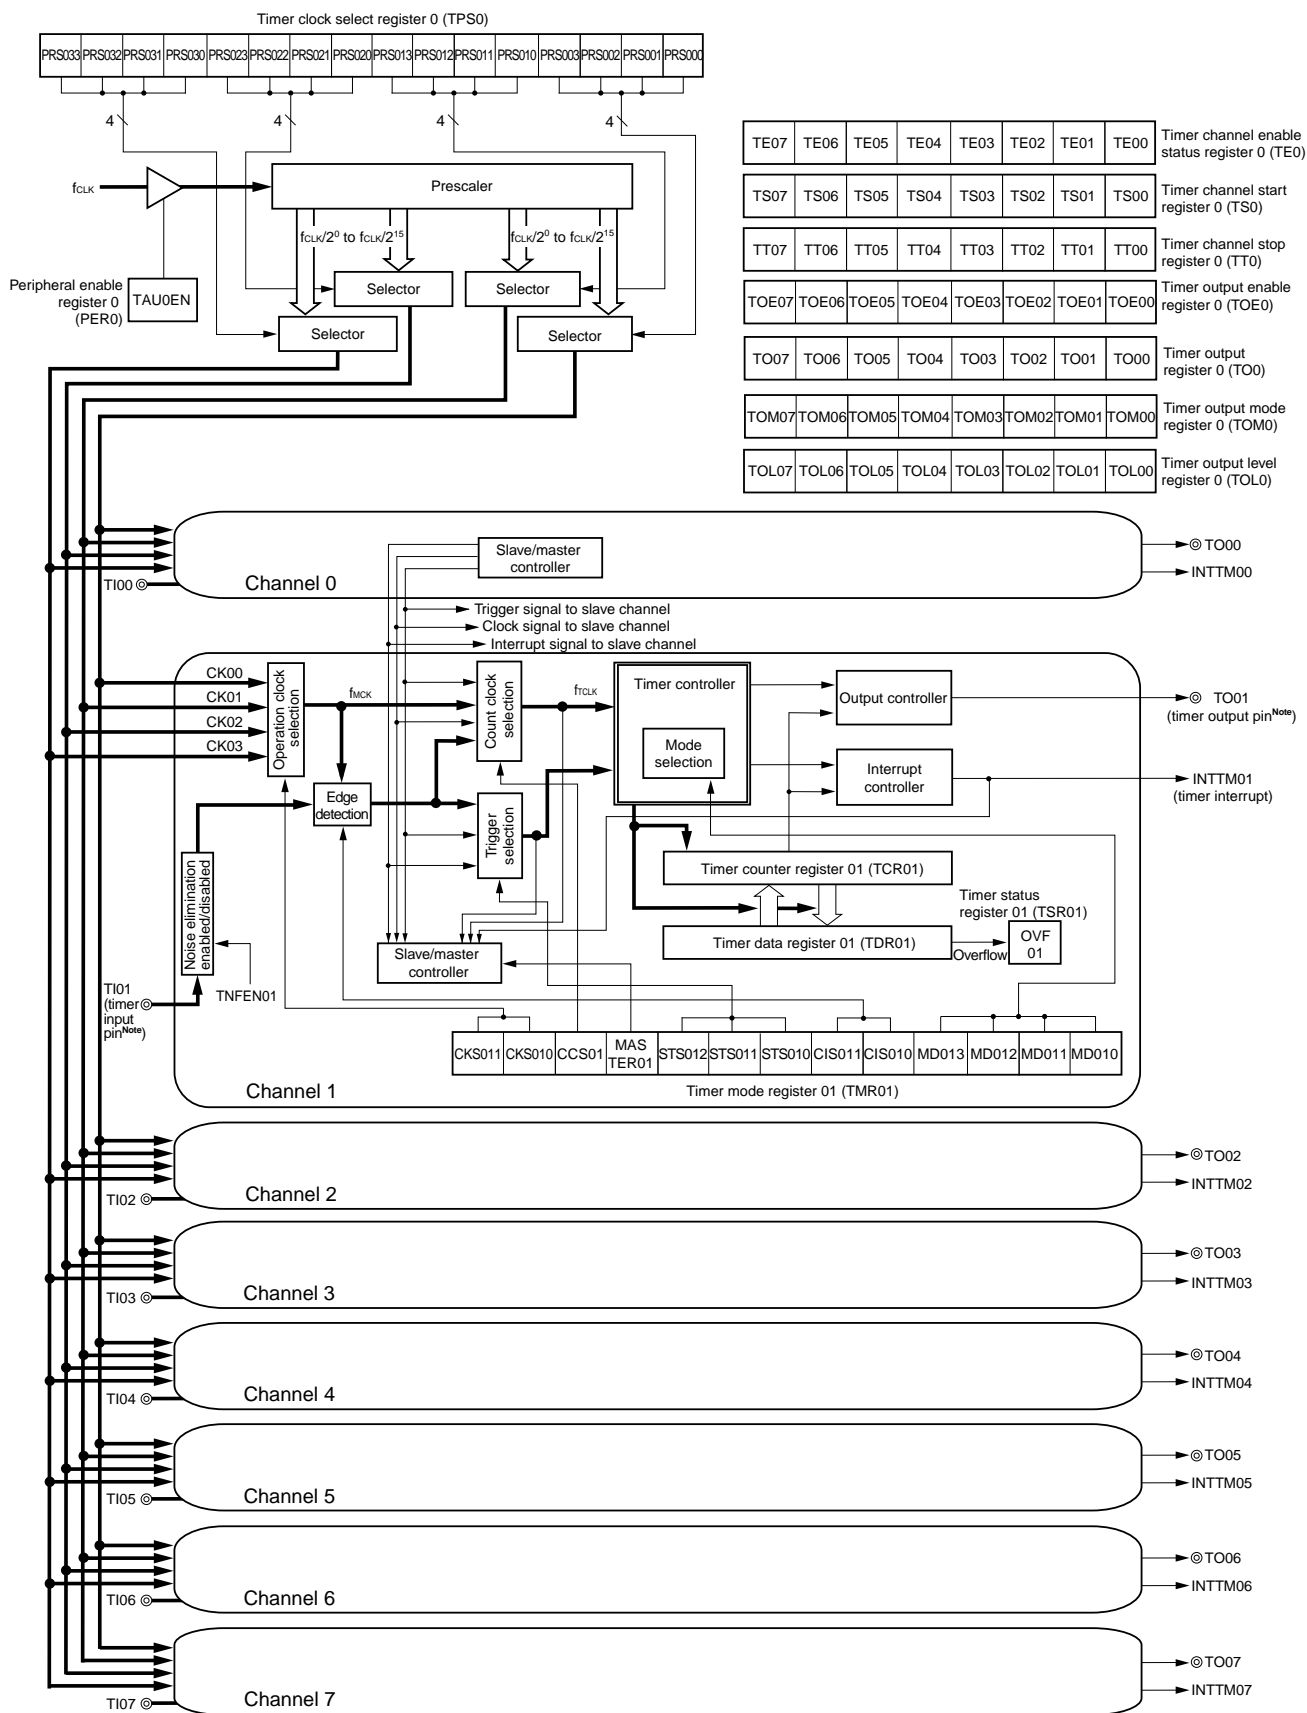 Timer clock select register 0 (TPS0)
PRS033 PRS032 PRS031 PRS030 PRS023 PRS022 PRS021 PRS020 PRS013 PRS012 PRS011 PRS010 PRS003 PRS002 PRS001 PRS000
4 4 4 4
fCLK
Prescaler
fCLK/2^0 to fCLK/2^15 fCLK/2^0 to fCLK/2^15
Peripheral enable
register 0
(PER0)
TAU0EN
Selector Selector
Selector Selector
TE07 TE06 TE05 TE04 TE03 TE02 TE01 TE00
Timer channel enable
status register 0 (TE0)
TS07 TS06 TS05 TS04 TS03 TS02 TS01 TS00
Timer channel start
register 0 (TS0)
TT07 TT06 TT05 TT04 TT03 TT02 TT01 TT00
Timer channel stop
register 0 (TT0)
TOE07 TOE06 TOE05 TOE04 TOE03 TOE02 TOE01 TOE00
Timer output enable
register 0 (TOE0)
TO07 TO06 TO05 TO04 TO03 TO02 TO01 TO00
Timer output
register 0 (TO0)
TOM07 TOM06 TOM05 TOM04 TOM03 TOM02 TOM01 TOM00
Timer output mode
register 0 (TOM0)
TOL07 TOL06 TOL05 TOL04 TOL03 TOL02 TOL01 TOL00
Timer output level
register 0 (TOL0)
Slave/master
controller
TI00
Channel 0
TO00
INTTM00
Trigger signal to slave channel
Clock signal to slave channel
Interrupt signal to slave channel
CK00
CK01
CK02
CK03
Operation clock
selection
fMCK
Count clock
selection
fTCLK
Timer controller
Mode
selection
Output controller
TO01
(timer output pinNote)
Interrupt
controller
INTTM01
(timer interrupt)
Edge
detection
Trigger
selection
Noise elimination
enabled/disabled
TNFEN01
TI01
(timer
input
pinNote)
Timer counter register 01 (TCR01)
Timer status
register 01 (TSR01)
Timer data register 01 (TDR01)
Overflow
OVF
01
Slave/master
controller
CKS011 CKS010 CCS01 MAS
TER01 STS012 STS011 STS010 CIS011 CIS010 MD013 MD012 MD011 MD010
Timer mode register 01 (TMR01)
Channel 1
TI02
Channel 2
TO02
INTTM02
TI03
Channel 3
TO03
INTTM03
TI04
Channel 4
TO04
INTTM04
TI05
Channel 5
TO05
INTTM05
TI06
Channel 6
TO06
INTTM06
TI07
Channel 7
TO07
INTTM07